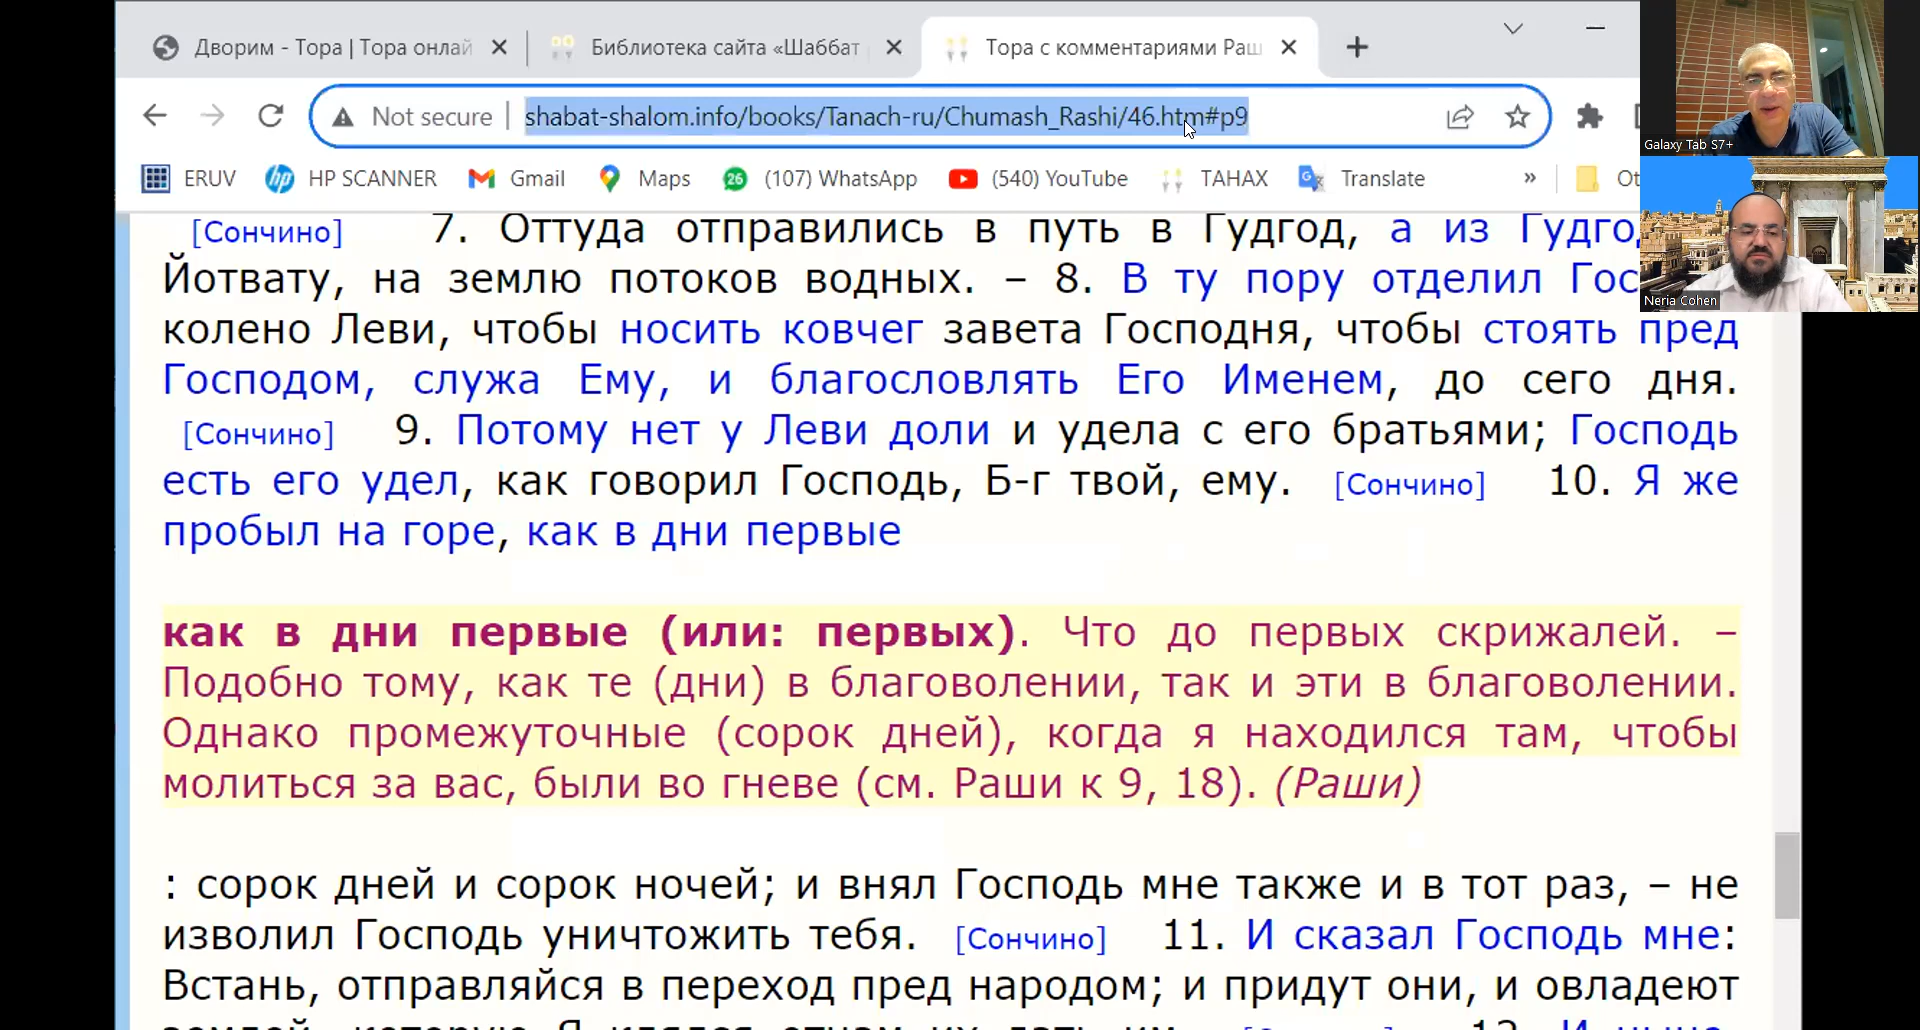 Дворим - Тора | Тора онлай
Библиотека сайта «Шаббат
Тора с комментариями Раш
Not secure | shabat-shalom.info/books/Tanach-ru/Chumash_Rashi/46.htm#p9
ERUV HP SCANNER Gmail Maps 26 (107) WhatsApp (540) YouTube ТАНАХ Translate » Ot
Galaxy Tab S7+
Neria Cohen
[Сончино] 7. Оттуда отправились в путь в Гудгод, а из Гудго
Йотвату, на землю потоков водных. – 8. В ту пору отделил Гос
колено Леви, чтобы носить ковчег завета Господня, чтобы стоять пред
Господом, служа Ему, и благословлять Его Именем, до сего дня.
[Сончино] 9. Потому нет у Леви доли и удела с его братьями; Господь
есть его удел, как говорил Господь, Б-г твой, ему. [Сончино] 10. Я же
пробыл на горе, как в дни первые
как в дни первые (или: первых). Что до первых скрижалей. –
Подобно тому, как те (дни) в благоволении, так и эти в благоволении.
Однако промежуточные (сорок дней), когда я находился там, чтобы
молиться за вас, были во гневе (см. Раши к 9, 18). (Раши)
: сорок дней и сорок ночей; и внял Господь мне также и в тот раз, – не
изволил Господь уничтожить тебя. [Сончино] 11. И сказал Господь мне:
Встань, отправляйся в переход пред народом; и придут они, и овладеют